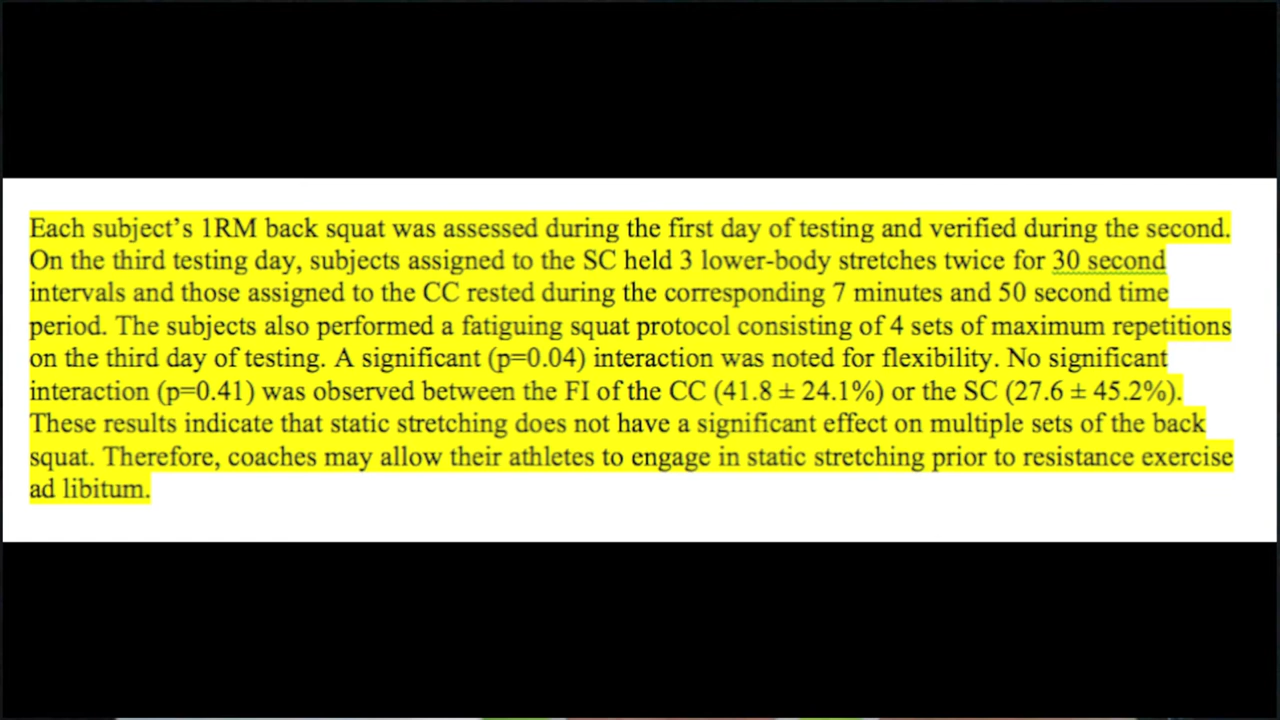 Each subject’s 1RM back squat was assessed during the first day of testing and verified during the second.
On the third testing day, subjects assigned to the SC held 3 lower-body stretches twice for 30 second
intervals and those assigned to the CC rested during the corresponding 7 minutes and 50 second time
period. The subjects also performed a fatiguing squat protocol consisting of 4 sets of maximum repetitions
on the third day of testing. A significant (p=0.04) interaction was noted for flexibility. No significant
interaction (p=0.41) was observed between the FI of the CC (41.8 ± 24.1%) or the SC (27.6 ± 45.2%).
These results indicate that static stretching does not have a significant effect on multiple sets of the back
squat. Therefore, coaches may allow their athletes to engage in static stretching prior to resistance exercise
ad libitum.